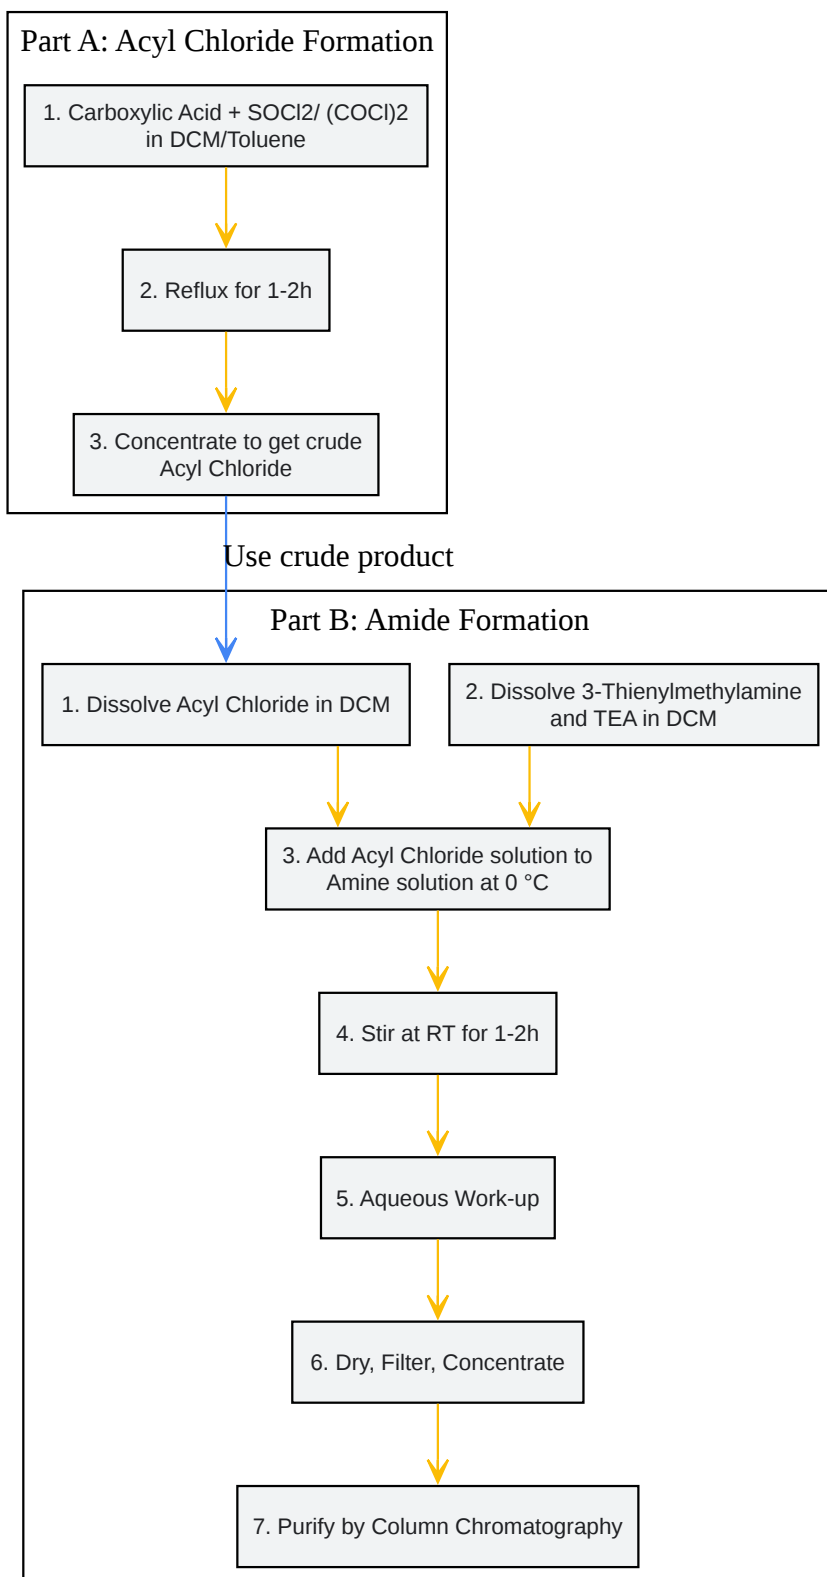 Part A: Acyl Chloride Formation
1. Carboxylic Acid + SOCl2/ (COCl)2
in DCM/Toluene
2. Reflux for 1-2h
3. Concentrate to get crude
Acyl Chloride
Use crude product
Part B: Amide Formation
1. Dissolve Acyl Chloride in DCM
2. Dissolve 3-Thienylmethylamine
and TEA in DCM
3. Add Acyl Chloride solution to
Amine solution at 0 °C
4. Stir at RT for 1-2h
5. Aqueous Work-up
6. Dry, Filter, Concentrate
7. Purify by Column Chromatography